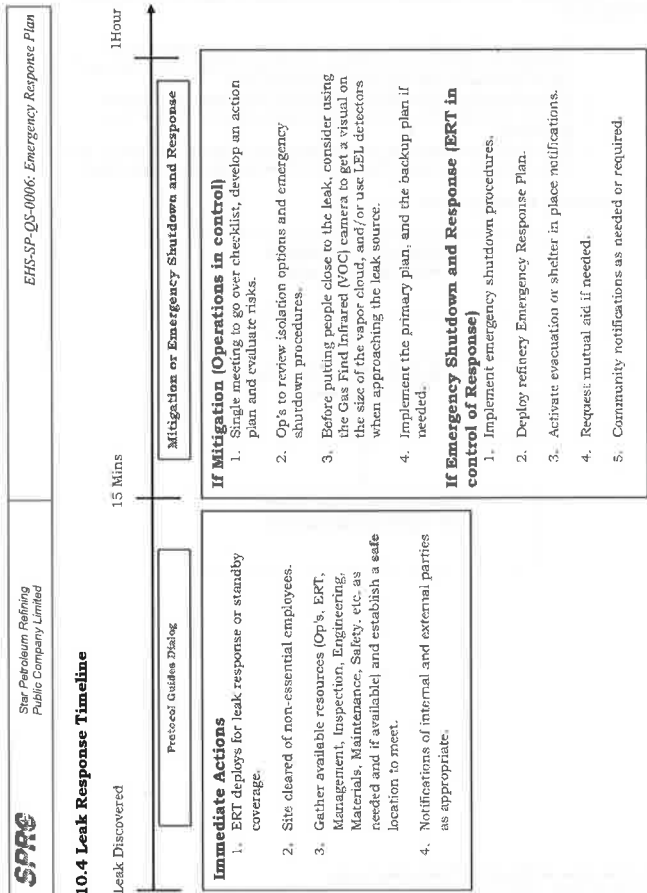 SPRC
Star Petroleum Refining
Public Company Limited
EHS-SP-QS-0006: Emergency Response Plan
10.4 Leak Response Timeline
Leak Discovered
15 Mins
1Hour
Protocol Guides Dialog
Mitigation or Emergency Shutdown and Response
Immediate Actions
1. ERT deploys for leak response or standby
coverage.
2. Site cleared of non-essential employees.
3. Gather available resources (Op's, ERT,
Management, Inspection, Engineering,
Materials, Maintenance, Safety, etc. as
needed and if available) and establish a safe
location to meet.
4. Notifications of internal and external parties
as appropriate.
If Mitigation (Operations in control)
1. Single meeting to go over checklist, develop an action
plan and evaluate risks.
2. Op's to review isolation options and emergency
shutdown procedures.
3. Before putting people close to the leak, consider using
the Gas Find Infrared (VOC) camera to get a visual on
the size of the vapor cloud, and/or use LEL detectors
when approaching the leak source.
4. Implement the primary plan, and the backup plan if
needed.
If Emergency Shutdown and Response (ERT in
control of Response)
1. Implement emergency shutdown procedures.
2. Deploy refinery Emergency Response Plan.
3. Activate evacuation or shelter in place notifications.
4. Request mutual aid if needed.
5. Community notifications as needed or required.